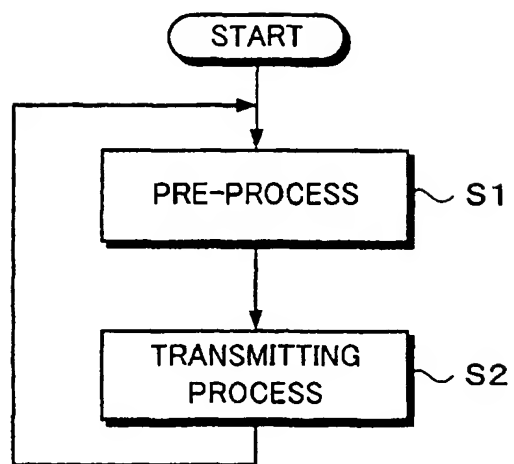 START
PRE-PROCESS
S1
TRANSMITTING
PROCESS
S2